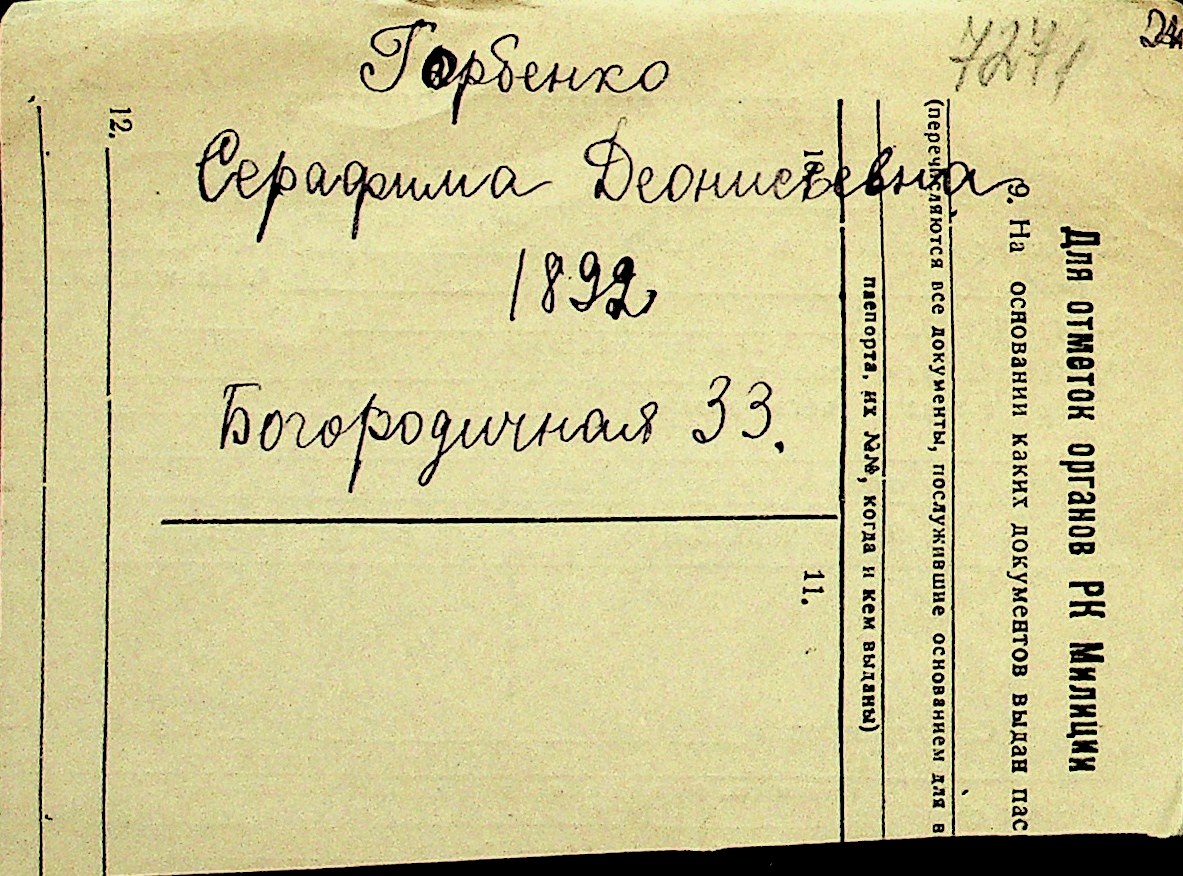 7271
Горбенко
Серафима Деонисьевна
1892
Богородичная 33.
Для отметок органов РК Милиции
9. На основании каких документов выдан пас
(перечисляются все документы, послужившие основанием для в
паспорта, их №№, когда и кем выданы)
10.
11.
12.